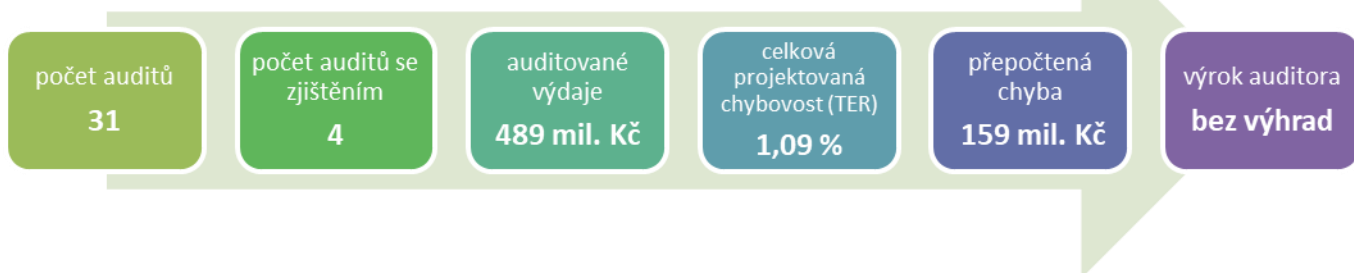 počet auditů
31
počet auditů se
zjištěním
4
auditované
výdaje
489 mil. Kč
celková
projektovaná
chybovost (TER)
1,09 %
přepočtená
chyba
159 mil. Kč
výrok auditora
bez výhrad